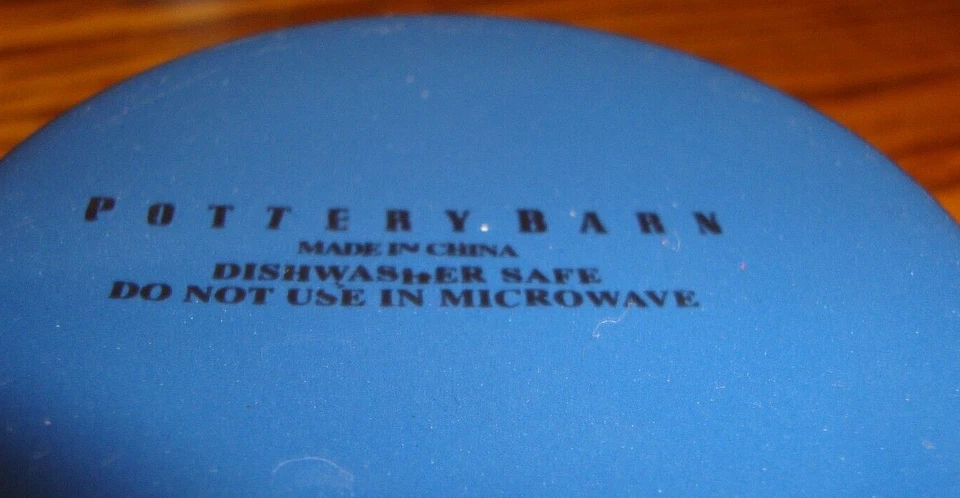 POTTERY BARN
MADE IN CHINA
DISHWASHER SAFE
DO NOT USE IN MICROWAVE